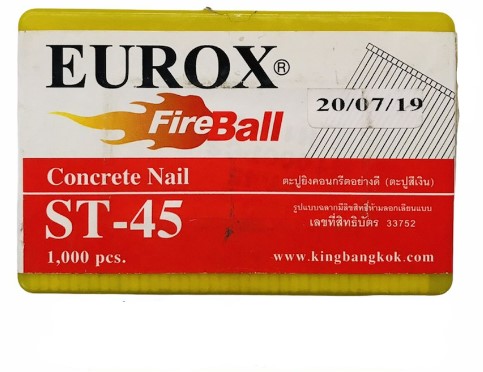 EUROX®
20/07/19
FireBall
Concrete Nail
ตะปูยิงคอนกรีตอย่างดี (ตะปูสีเงิน)
ST-45
รูปแบบฉลากมีลิขสิทธิ์ห้ามลอกเลียนแบบ
เลขที่สิทธิบัตร 33752
1,000 pcs.
www.kingbangkok.com